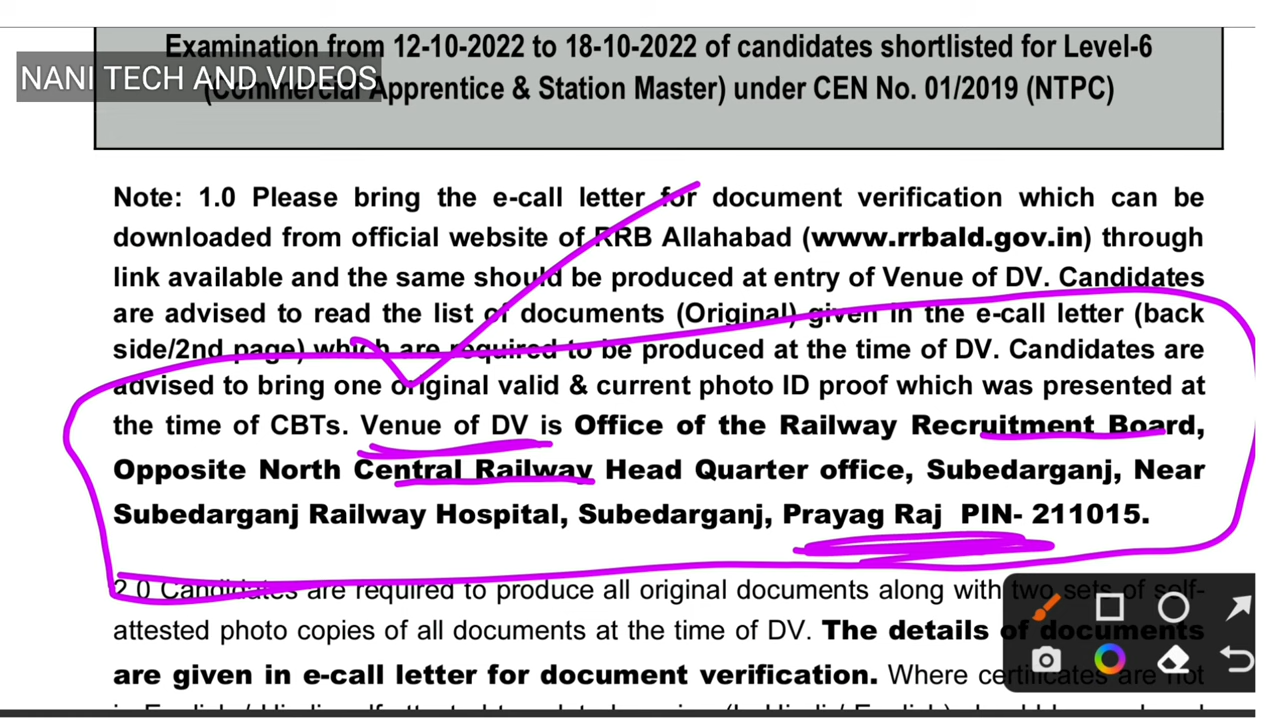 Examination from 12-10-2022 to 18-10-2022 of candidates shortlisted for Level-6
NANI TECH AND VIDEOS
(Commercial Apprentice & Station Master) under CEN No. 01/2019 (NTPC)
Note: 1.0 Please bring the e-call letter for document verification which can be
downloaded from official website of RRB Allahabad (www.rrbald.gov.in) through
link available and the same should be produced at entry of Venue of DV. Candidates
are advised to read the list of documents (Original) given in the e-call letter (back
side/2nd page) which are required to be produced at the time of DV. Candidates are
advised to bring one original valid & current photo ID proof which was presented at
the time of CBTs. Venue of DV is Office of the Railway Recruitment Board,
Opposite North Central Railway Head Quarter office, Subedarganj, Near
Subedarganj Railway Hospital, Subedarganj, Prayag Raj PIN- 211015.
2.0 Candidates are required to produce all original documents along with two sets of self-
attested photo copies of all documents at the time of DV. The details of documents
are given in e-call letter for document verification. Where certificates are not